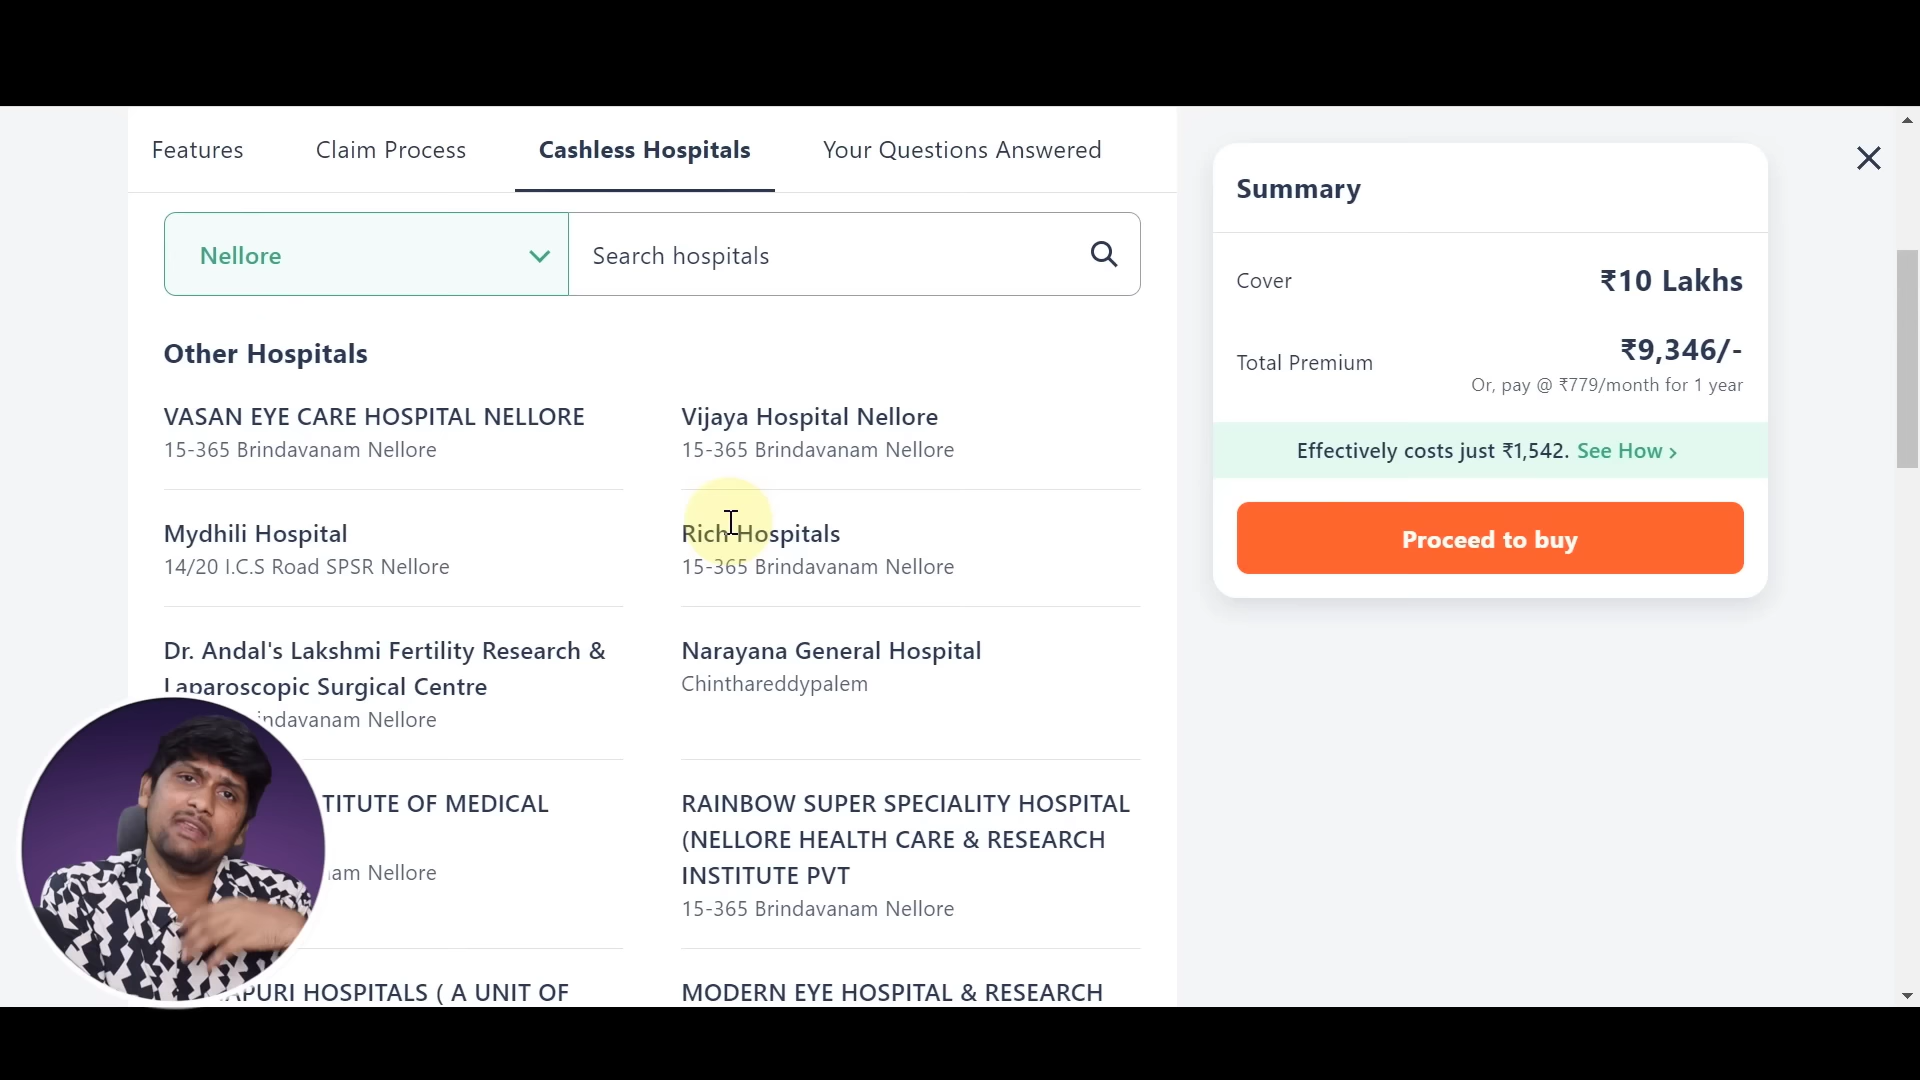 Features
Claim Process
Cashless Hospitals
Your Questions Answered
Nellore
Search hospitals
Other Hospitals
VASAN EYE CARE HOSPITAL NELLORE
15-365 Brindavanam Nellore
Vijaya Hospital Nellore
15-365 Brindavanam Nellore
Mydhili Hospital
14/20 I.C.S Road SPSR Nellore
Rich Hospitals
15-365 Brindavanam Nellore
Dr. Andal's Lakshmi Fertility Research &
Laparoscopic Surgical Centre
Nellore
Narayana General Hospital
Chinthareddypalem
OF MEDICAL
Nellore
RAINBOW SUPER SPECIALITY HOSPITAL
(NELLORE HEALTH CARE & RESEARCH
INSTITUTE PVT
15-365 Brindavanam Nellore
HOSPITALS ( A UNIT OF
MODERN EYE HOSPITAL & RESEARCH
Summary
Cover
₹10 Lakhs
Total Premium
₹9,346/-
Or, pay @ ₹779/month for 1 year
Effectively costs just ₹1,542. See How ›
Proceed to buy